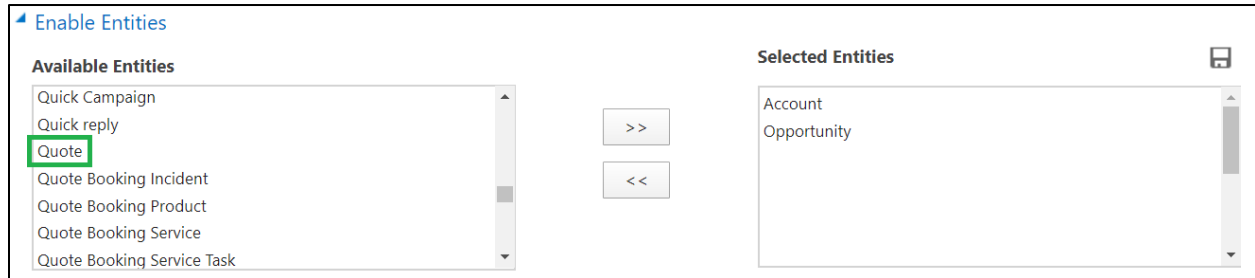 Enable Entities
Available Entities
Quick Campaign
Quick reply
Quote
Quote Booking Incident
Quote Booking Product
Quote Booking Service
Quote Booking Service Task
>>
<<
Selected Entities
Account
Opportunity